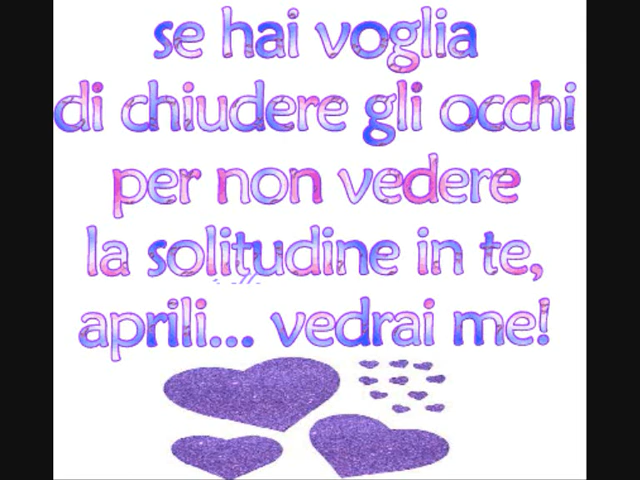 se hai voglia
di chiudere gli occhi
per non vedere
la solitudine in te,
aprili... vedrai me!